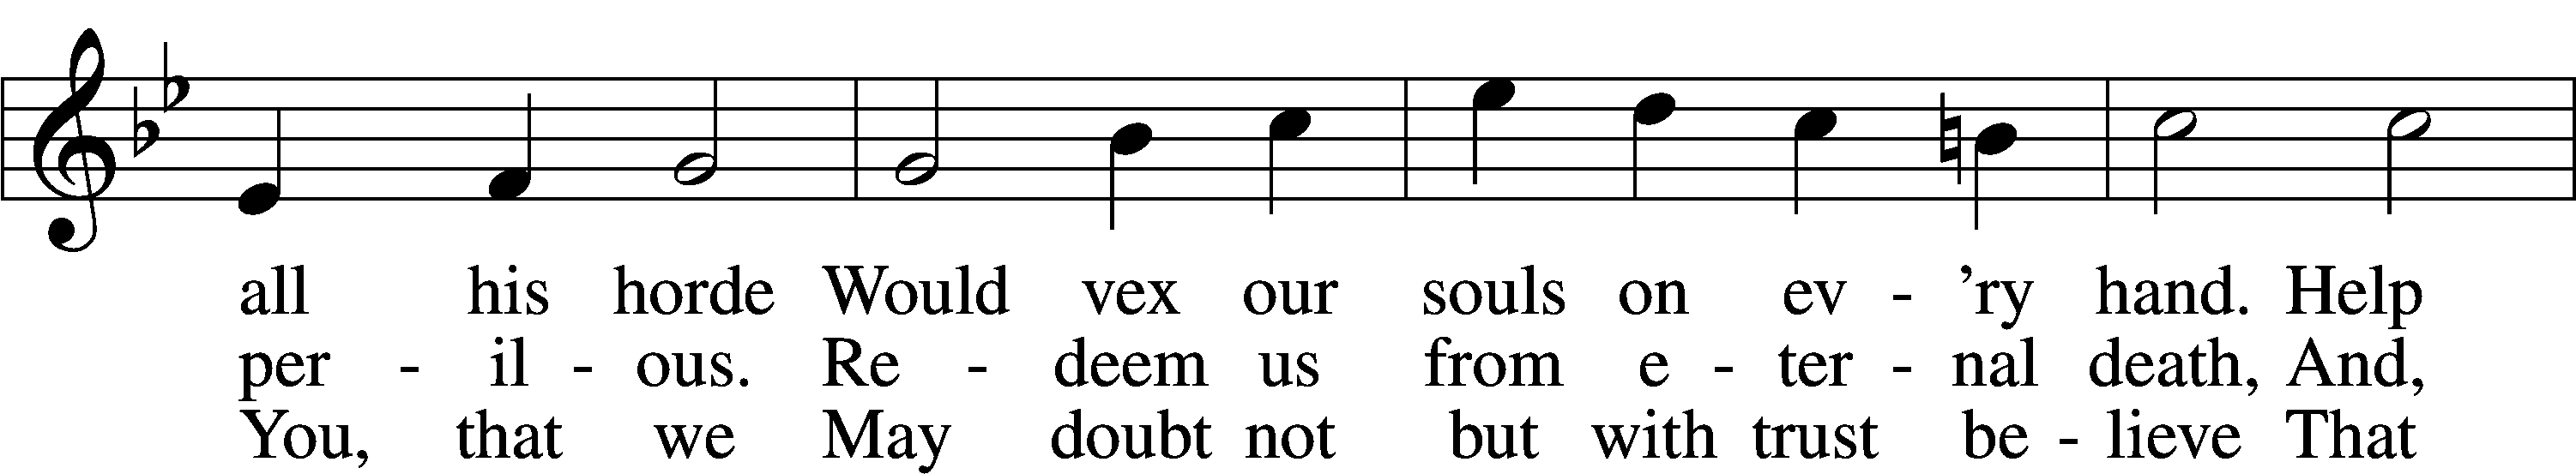 all his horde Would vex our souls on ev - ’ry hand. Help
per - il - ous. Re - deem us from e - ter - nal death, And,
You, that we May doubt not but with trust be - lieve That